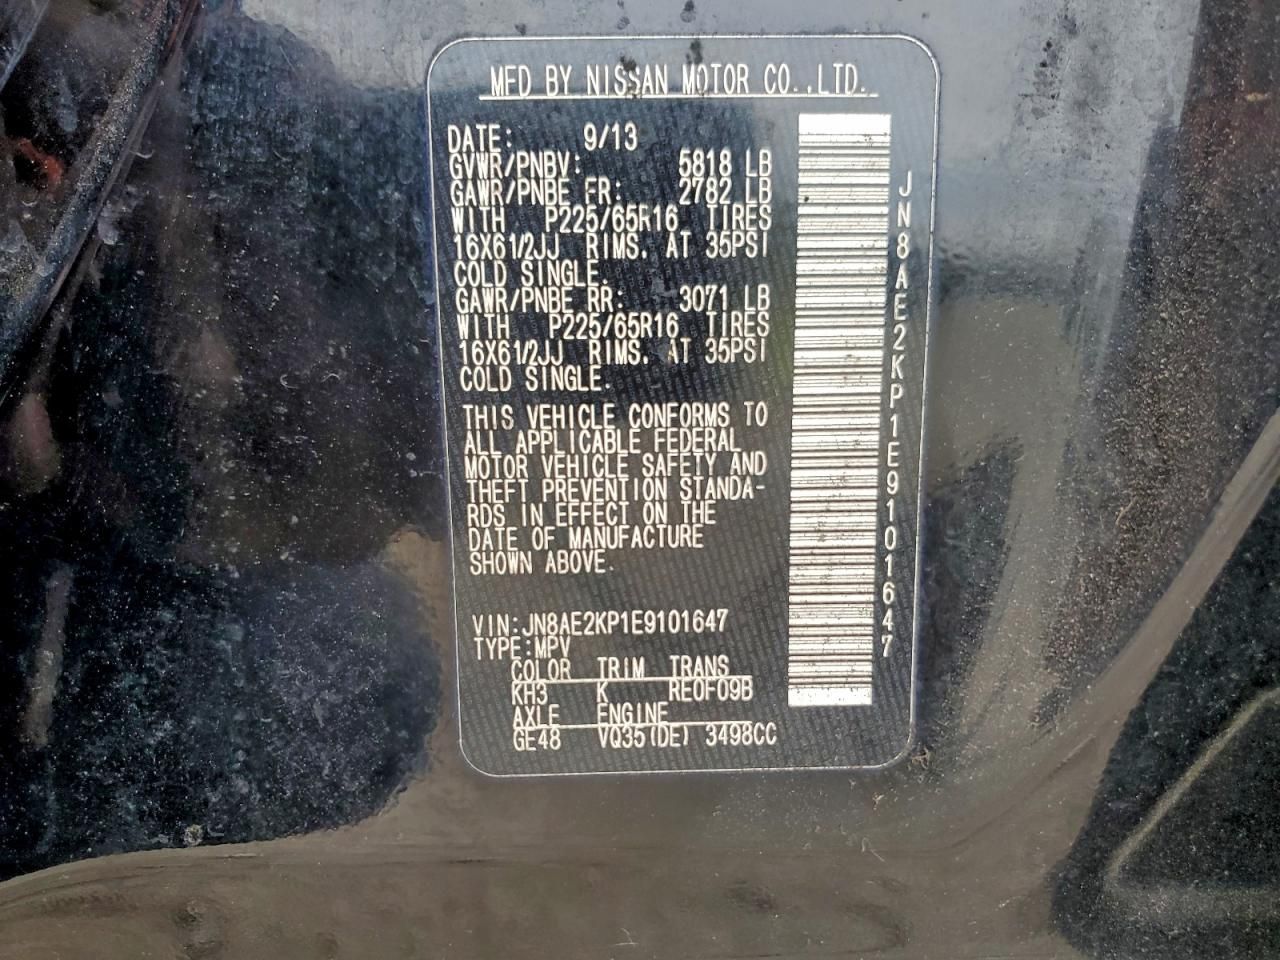 MFD BY NISSAN MOTOR CO.,LTD.
DATE: 9/13
GVWR/PNBV: 5818 LB
GAWR/PNBE FR: 2782 LB
WITH P225/65R16 TIRES
16X61/2JJ RIMS. AT 35PSI
COLD SINGLE.
GAWR/PNBE RR: 3071 LB
WITH P225/65R16 TIRES
16X61/2JJ RIMS. AT 35PSI
COLD SINGLE.
THIS VEHICLE CONFORMS TO
ALL APPLICABLE FEDERAL
MOTOR VEHICLE SAFETY AND
THEFT PREVENTION STANDA-
RDS IN EFFECT ON THE
DATE OF MANUFACTURE
SHOWN ABOVE.
VIN:JN8AE2KP1E9101647
TYPE:MPV
COLOR TRIM TRANS
KH3 K RE0F09B
AXLE ENGINE
GE48 VQ35(DE) 3498CC
JN8AE2KP1E9101647